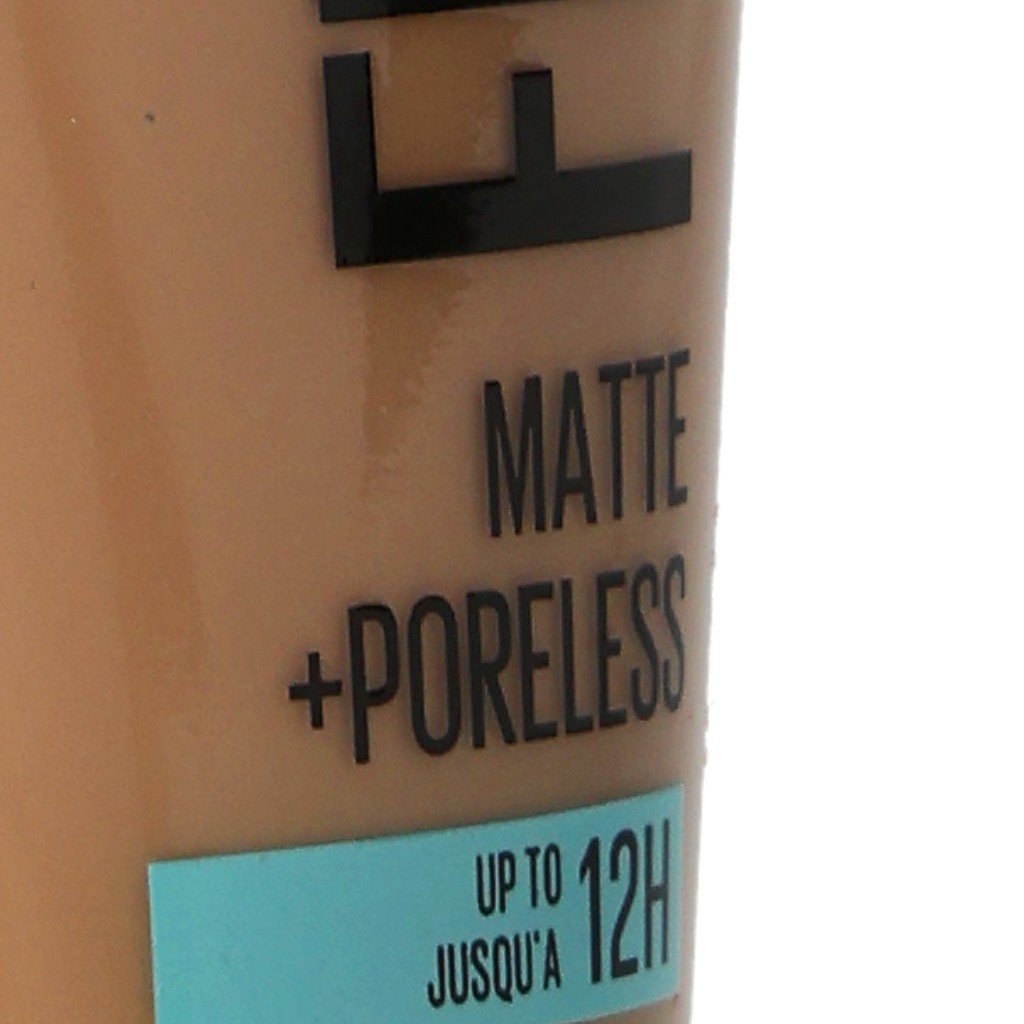 F
MATTE
+PORELESS
UP TO 12H
JUSQU'A